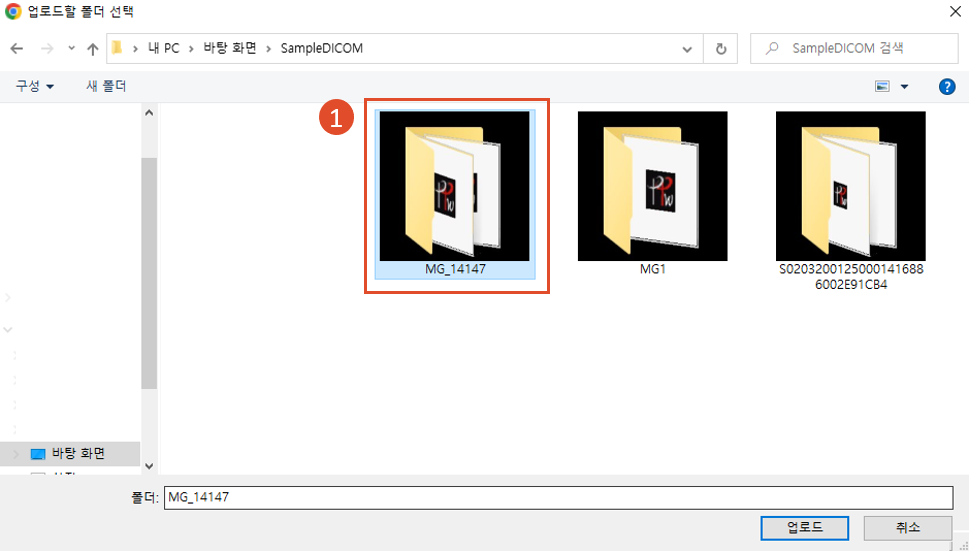 업로드할 폴더 선택
내 PC › 바탕 화면 › SampleDICOM
SampleDICOM 검색
구성
새 폴더
1
MG_14147
MG1
S0203200125000141688
6002E91CB4
바탕 화면
폴더: MG_14147
업로드
취소